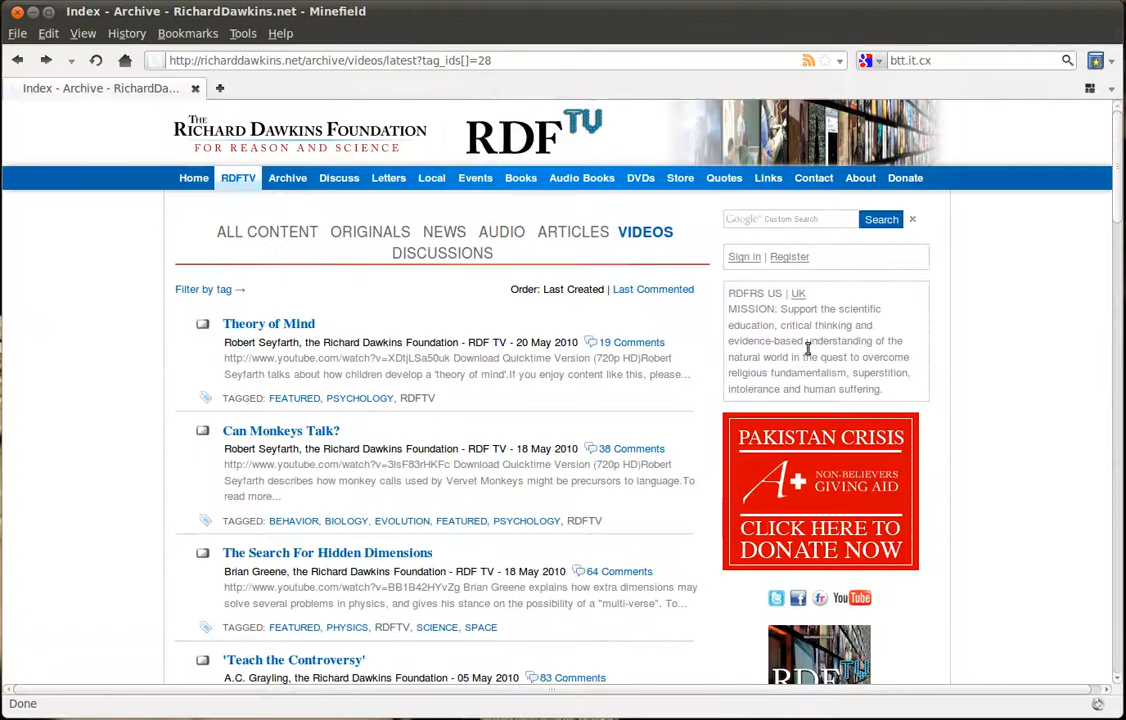 Index - Archive - RichardDawkins.net - Minefield
File Edit View History Bookmarks Tools Help
http://richarddawkins.net/archive/videos/latest?tag_ids[]=28
btt.it.cx
Index - Archive - RichardDa...
THE RICHARD DAWKINS FOUNDATION
FOR REASON AND SCIENCE
RDFTV
Home RDFTV Archive Discuss Letters Local Events Books Audio Books DVDs Store Quotes Links Contact About Donate
ALL CONTENT ORIGINALS NEWS AUDIO ARTICLES VIDEOS
DISCUSSIONS
Filter by tag →
Order: Last Created | Last Commented
Theory of Mind
Robert Seyfarth, the Richard Dawkins Foundation - RDF TV - 20 May 2010 19 Comments
http://www.youtube.com/watch?v=XDtjLSa50uk Download Quicktime Version (720p HD)Robert
Seyfarth talks about how children develop a 'theory of mind'.If you enjoy content like this, please...
TAGGED: FEATURED, PSYCHOLOGY, RDFTV
Can Monkeys Talk?
Robert Seyfarth, the Richard Dawkins Foundation - RDF TV - 18 May 2010 38 Comments
http://www.youtube.com/watch?v=3lsF83rHKFc Download Quicktime Version (720p HD)Robert
Seyfarth describes how monkey calls used by Vervet Monkeys might be precursors to language.To
read more...
TAGGED: BEHAVIOR, BIOLOGY, EVOLUTION, FEATURED, PSYCHOLOGY, RDFTV
The Search For Hidden Dimensions
Brian Greene, the Richard Dawkins Foundation - RDF TV - 18 May 2010 64 Comments
http://www.youtube.com/watch?v=BB1B42HYvZg Brian Greene explains how extra dimensions may
solve several problems in physics, and gives his stance on the possibility of a "multi-verse". To...
TAGGED: FEATURED, PHYSICS, RDFTV, SCIENCE, SPACE
'Teach the Controversy'
A.C. Grayling, the Richard Dawkins Foundation - RDF TV - 05 May 2010 83 Comments
Google Custom Search Search
Sign in | Register
RDFRS US | UK
MISSION: Support the scientific
education, critical thinking and
evidence-based understanding of the
natural world in the quest to overcome
religious fundamentalism, superstition,
intolerance and human suffering.
PAKISTAN CRISIS
A+ NON-BELIEVERS
GIVING AID
CLICK HERE TO
DONATE NOW
You Tube
RDFTV
Done